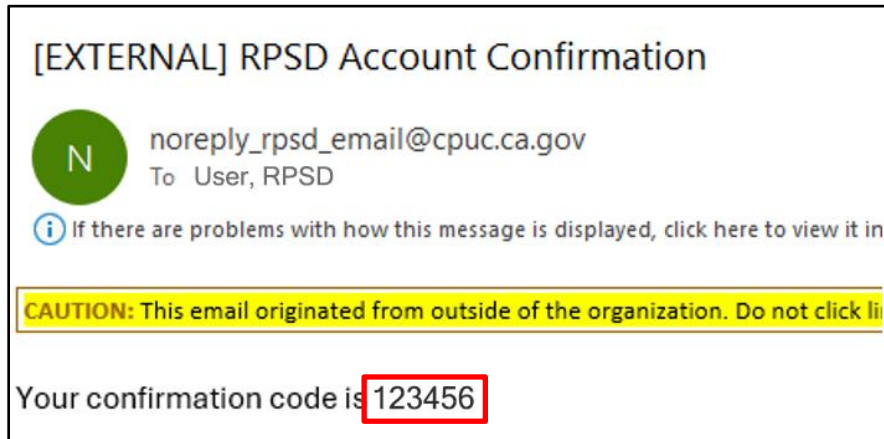 [EXTERNAL] RPSD Account Confirmation
N
noreply_rpsd_email@cpuc.ca.gov
To User, RPSD
If there are problems with how this message is displayed, click here to view it in
CAUTION: This email originated from outside of the organization. Do not click
Your confirmation code is 123456